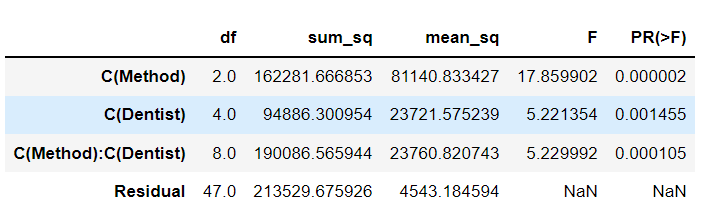 df sum_sq mean_sq F PR(>F)
C(Method) 2.0 162281.666853 81140.833427 17.859902 0.000002
C(Dentist) 4.0 94886.300954 23721.575239 5.221354 0.001455
C(Method):C(Dentist) 8.0 190086.565944 23760.820743 5.229992 0.000105
Residual 47.0 213529.675926 4543.184594 NaN NaN